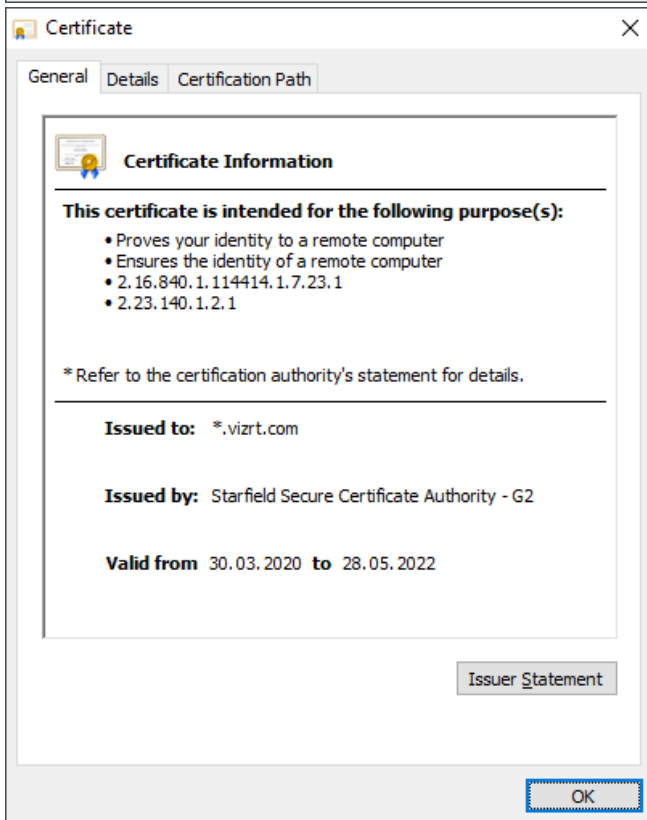 Certificate
General Details Certification Path
Certificate Information
This certificate is intended for the following purpose(s):
• Proves your identity to a remote computer
• Ensures the identity of a remote computer
• 2.16.840.1.114414.1.7.23.1
• 2.23.140.1.2.1
* Refer to the certification authority's statement for details.
Issued to: *.vizrt.com
Issued by: Starfield Secure Certificate Authority - G2
Valid from 30.03.2020 to 28.05.2022
Issuer Statement
OK